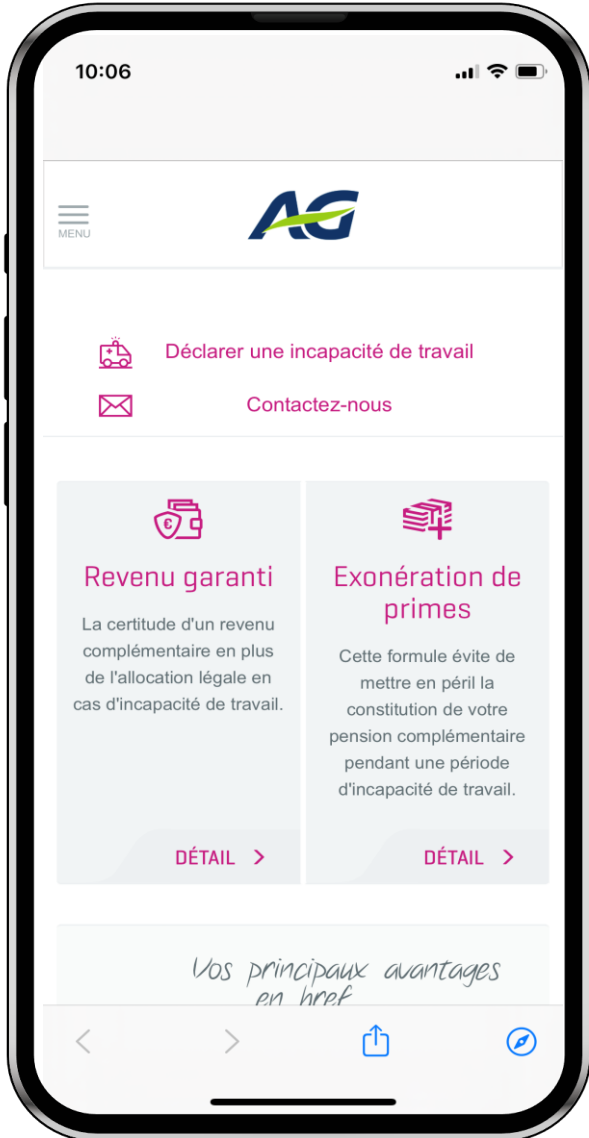 10:06
MENU
AG
Déclarer une incapacité de travail
Contactez-nous
€
Revenu garanti
La certitude d'un revenu
complémentaire en plus
de l'allocation légale en
cas d'incapacité de travail.
DÉTAIL >
Exonération de
primes
Cette formule évite de
mettre en péril la
constitution de votre
pension complémentaire
pendant une période
d'incapacité de travail.
DÉTAIL >
Vos principaux avantages
en bref